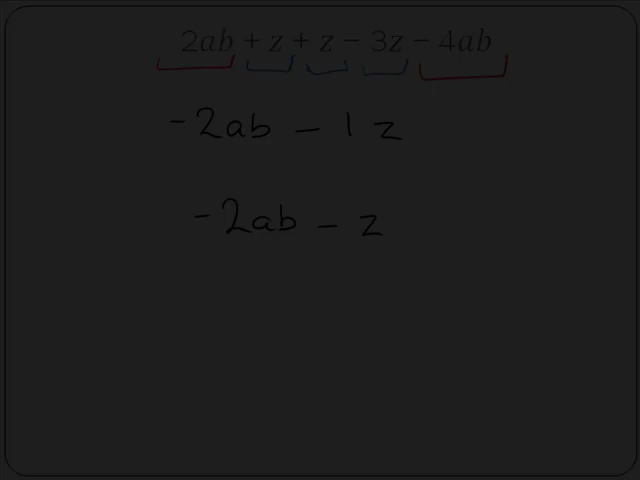 2ab + z + z − 3z − 4ab
-2ab − 1z
-2ab − z